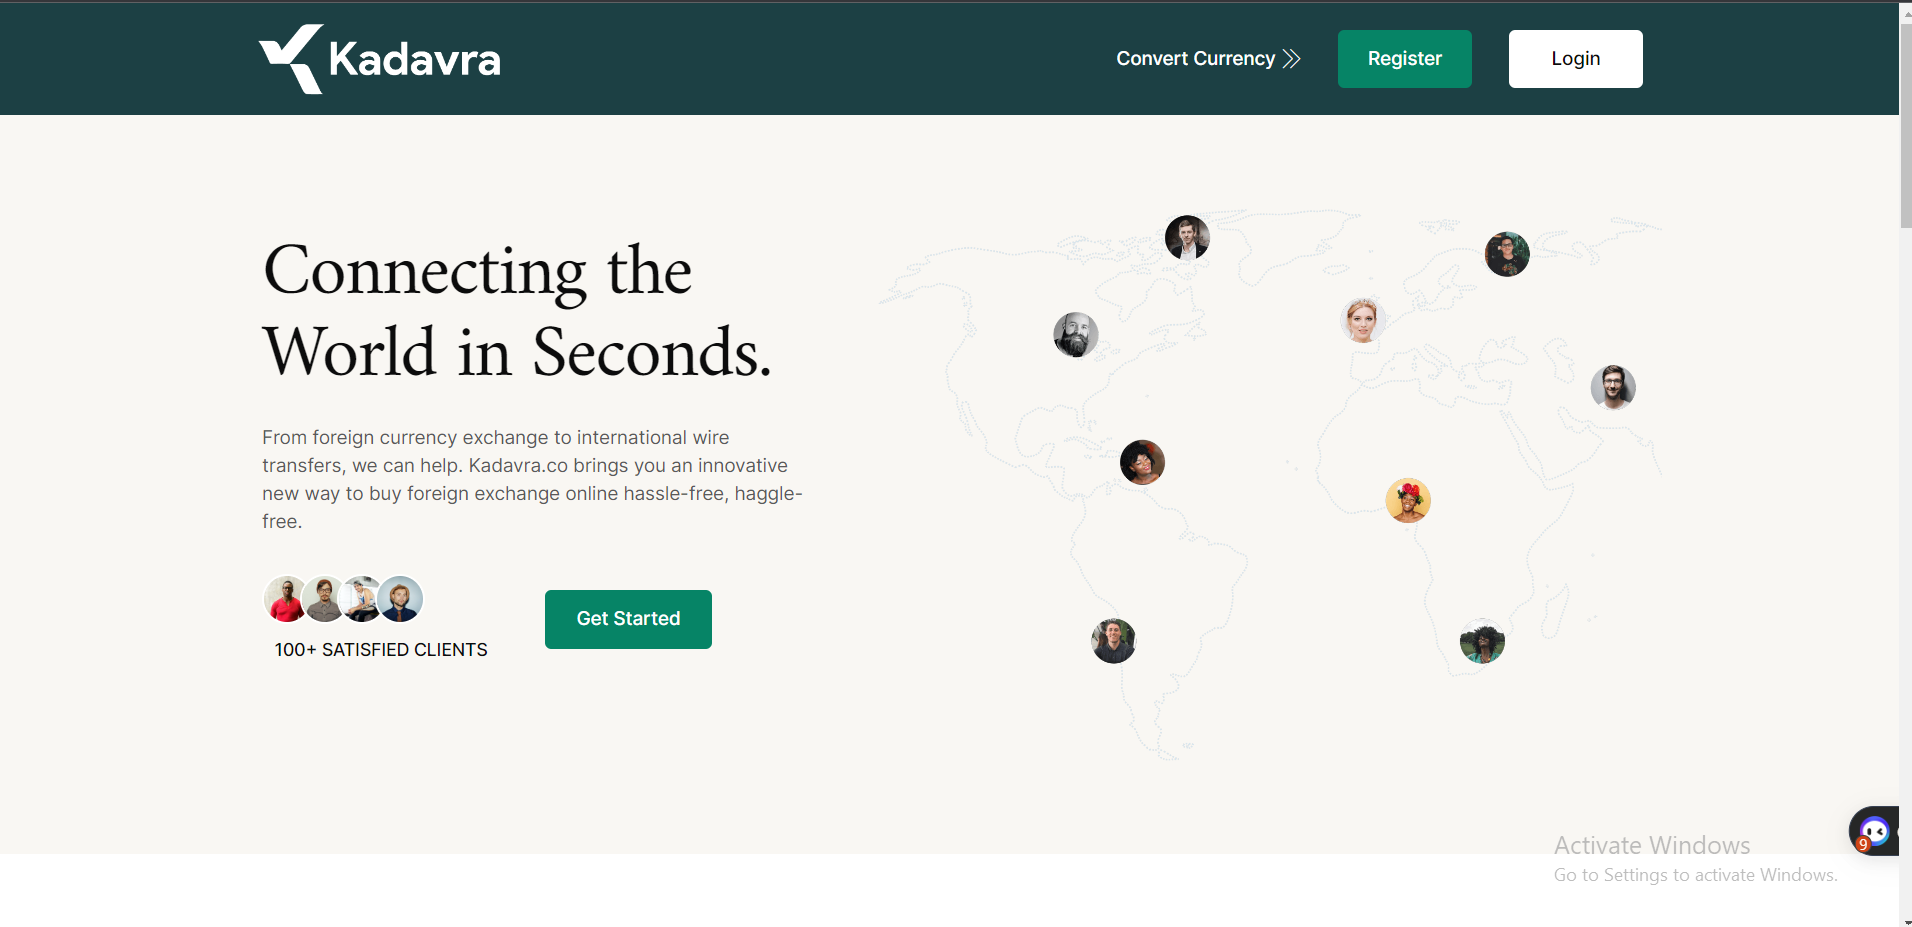 Kadavra
Convert Currency
Register
Login
Connecting the
World in Seconds.
From foreign currency exchange to international wire
transfers, we can help. Kadavra.co brings you an innovative
new way to buy foreign exchange online hassle-free, haggle-
free.
100+ SATISFIED CLIENTS
Get Started
9
Activate Windows
Go to Settings to activate Windows.